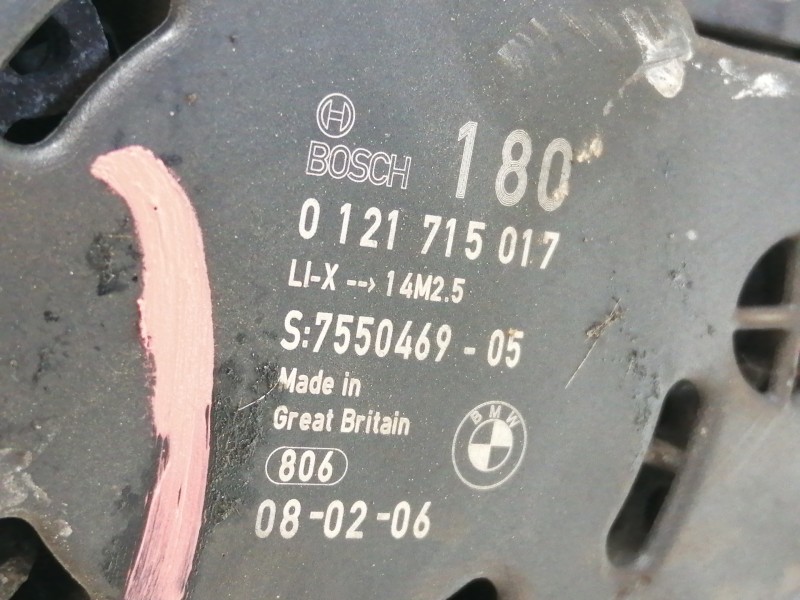 BOSCH 180
0 121 715 017
LI-X --> 14M2.5
S:7550469-05
Made in
Great Britain
BMW
806
08-02-06